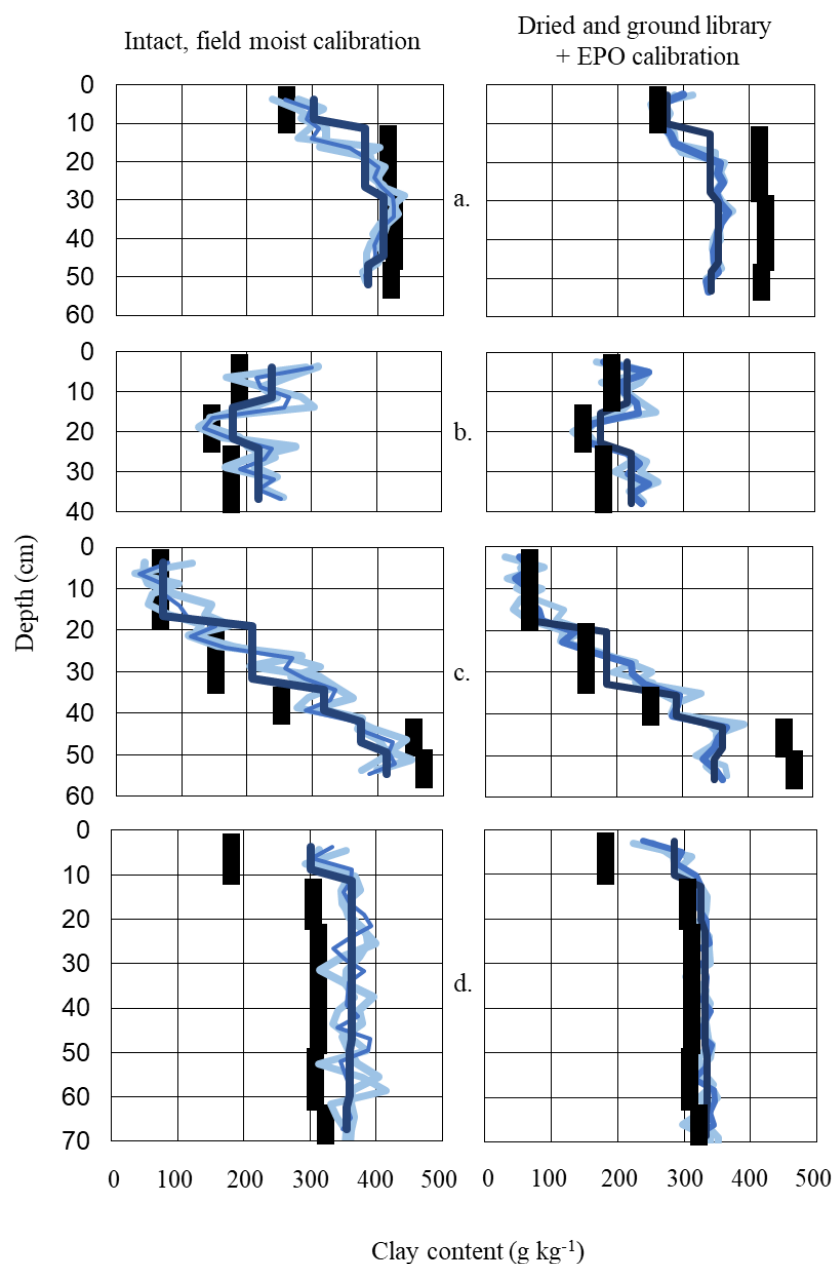 Intact, field moist calibration
Dried and ground library
+ EPO calibration
0
10
20
30
40
50
60
a.
0
10
20
30
40
b.
0
10
20
30
40
50
60
c.
0
10
20
30
40
50
60
70
d.
Depth (cm)
0 100 200 300 400 500
0 100 200 300 400 500
Clay content (g kg⁻¹)